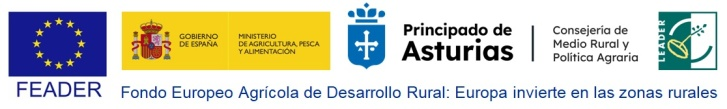 FEADER
GOBIERNO
DE ESPAÑA
MINISTERIO
DE AGRICULTURA, PESCA
Y ALIMENTACIÓN
Principado de
Asturias
Consejería de
Medio Rural y
Política Agraria
LEADER
Fondo Europeo Agrícola de Desarrollo Rural: Europa invierte en las zonas rurales